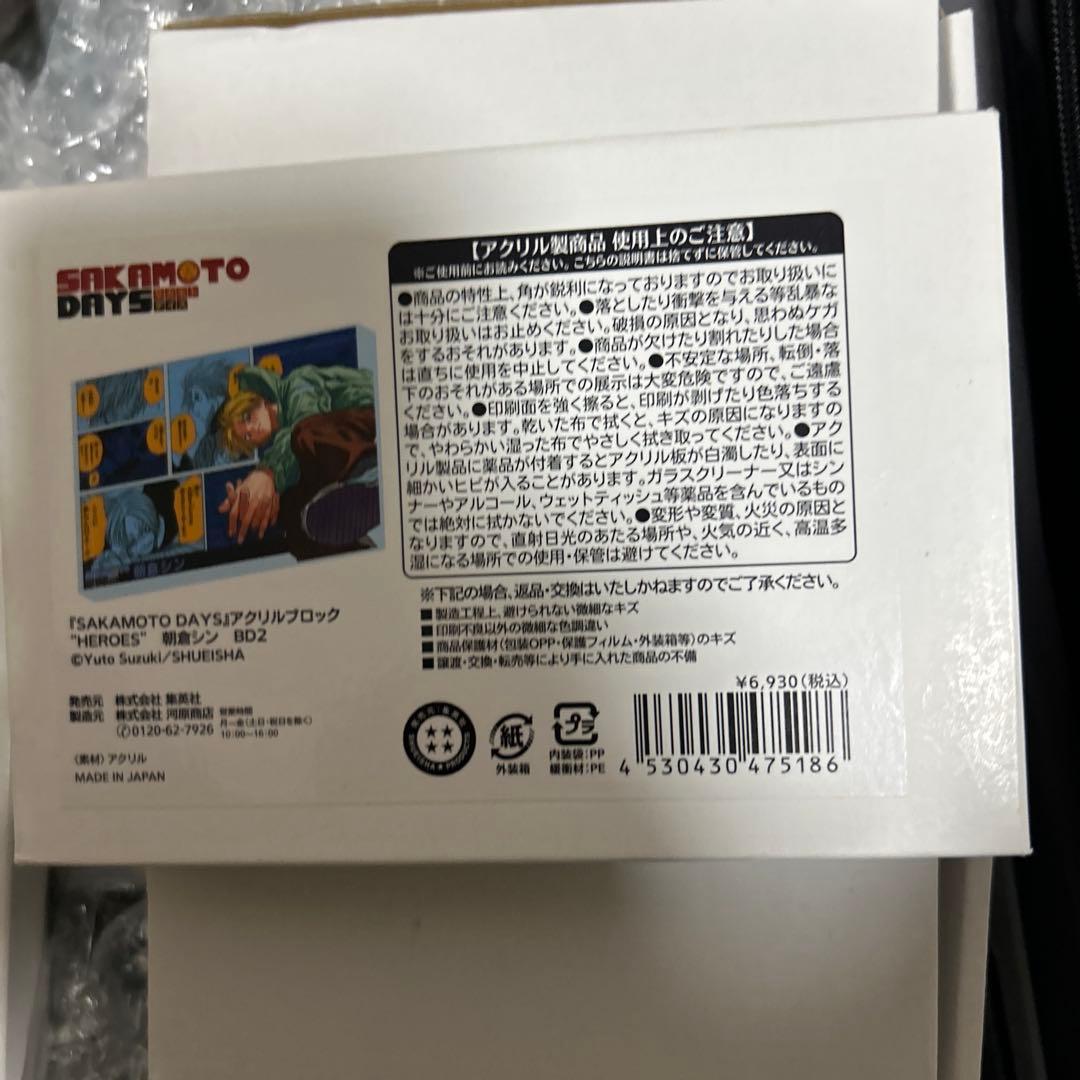 SAKAMOTO
DAYS
朝倉シン
『SAKAMOTO DAYS』アクリルブロック
"HEROES" 朝倉シン BD2
©Yuto Suzuki/SHUEISHA
発売元 株式会社 集英社
製造元 株式会社 河原商店 営業時間
月〜金(土日・祝日を除く)
✆0120-62-7926 10:00〜16:00
〈素材〉アクリル
MADE IN JAPAN
【アクリル製商品 使用上のご注意】
※ご使用前にお読みください。こちらの説明書は捨てずに保管してください。
●商品の特性上、角が鋭利になっておりますのでお取り扱いに
は十分にご注意ください。●落としたり衝撃を与える等乱暴な
お取り扱いはお止めください。破損の原因となり、思わぬケガ
をするおそれがあります。●商品が欠けたり割れたりした場合
は直ちに使用を中止してください。●不安定な場所、転倒・落
下のおそれがある場所での展示は大変危険ですので、ご遠慮
ください。●印刷面を強く擦ると、印刷が剥げたり色落ちする
場合があります。乾いた布で拭くと、キズの原因になりますの
で、やわらかい湿った布でやさしく拭き取ってください。●アク
リル製品に薬品が付着するとアクリル板が白濁したり、表面に
細かいヒビが入ることがあります。ガラスクリーナー又はシン
ナーやアルコール、ウェットティッシュ等薬品を含んでいるもの
では絶対に拭かないでください。●変形や変質、火災の原因と
なりますので、直射日光のあたる場所や、火気の近く、高温多
湿になる場所での使用・保管は避けてください。
※下記の場合、返品・交換はいたしかねますのでご了承ください。
■製造工程上、避けられない微細なキズ
■印刷不良以外の微細な色調違い
■商品保護材(包装OPP・保護フィルム・外装箱等)のキズ
■譲渡・交換・転売等により手に入れた商品の不備
¥6,930(税込)
紙
外装箱
プラ
内装袋:PP
緩衝材:PE
4 530430 475186